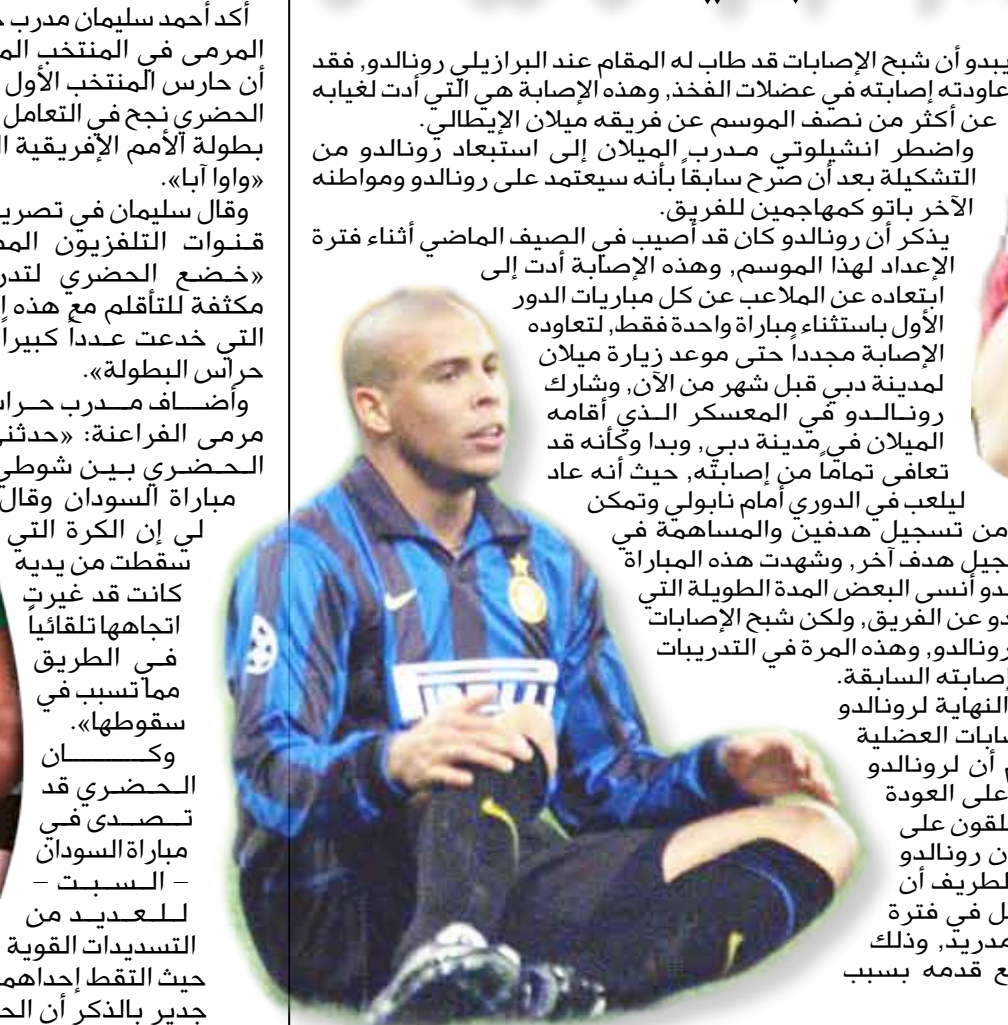 يبدو أن شبح الإصابات قد طاب له المقام عند البرازيلي رونالدو, فقد
عاودته إصابته في عضلات الفخذ, وهذه الإصابة هي التي أدت لغيابه
عن أكثر من نصف الموسم عن فريقه ميلان الإيطالي.
واضطر انشيلوتي مدرب الميلان إلى استبعاد رونالدو من
التشكيلة بعد أن صرح سابقاً بأنه سيعتمد على رونالدو ومواطنه
الآخر باتو كمهاجمين للفريق.
يذكر أن رونالدو كان قد أصيب في الصيف الماضي أثناء فترة
الإعداد لهذا الموسم, وهذه الإصابة أدت إلى
ابتعاده عن الملاعب عن كل مباريات الدور
الأول باستثناء مباراة واحدة فقط, لتعاوده
الإصابة مجدداً حتى موعد زيارة ميلان
لمدينة دبي قبل شهر من الآن, وشارك
رونالدو في المعسكر الذي أقامه
الميلان في مدينة دبي, وبدا وكأنه قد
تعافى تماماً من إصابته, حيث أنه عاد
ليلعب في الدوري أمام نابولي وتمكن
من تسجيل هدفين والمساهمة في
جيل هدف آخر, وشهدت هذه المباراة
دو أنسى البعض المدة الطويلة التي
دو عن الفريق, ولكن شبح الإصابات
رونالدو, وهذه المرة في التدريبات
إصابته السابقة.
النهاية لرونالدو
العضلية
أن لرونالدو
على العودة
لقون على
ن رونالدو
لطريف أن
ل في فترة
مدريد, وذلك
ع قدمه بسبب
أكد أحمد سليمان مدرب
المرمى في المنتخب الم
أن حارس المنتخب الأول
الحضري نجح في التعامل
بطولة الأمم الإفريقية ال
«واوا آبا».
وقال سليمان في تصري
قنوات التلفزيون الم
«خضع الحضري لتدر
مكثفة للتأقلم مع هذه ا
التي خدعت عدداً كبيراً
حراس البطولة».
وأضاف مدرب حراس
مرمى الفراعنة: «حدثني
الحضري بين شوطي
مباراة السودان وقال
لي إن الكرة التي
سقطت من يديه
كانت قد غيرت
اتجاهها تلقائياً
في الطريق
مما تسبب في
سقوطها».
وكان
الحضري قد
تصدى في
مباراة السودان
– السبت –
للعديد من
التسديدات القوية
حيث التقط إحداهم
جدير بالذكر أن الح